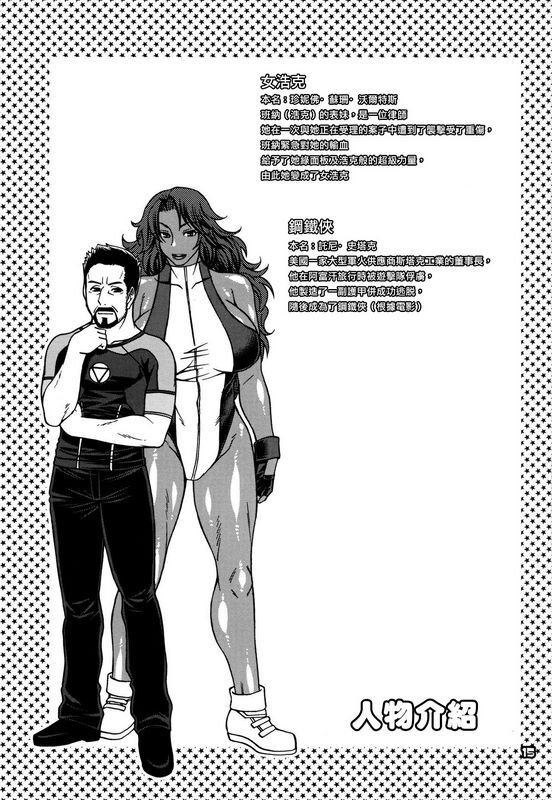 女浩克
本名：珍妮佛·蘇珊·沃爾特斯
班納（浩克）的表妹，是一位律師
她在一次與她正在受理的案子中遭到了襲擊受了重傷，
班納緊急對她的輸血
給予了她綠面板及浩克般的超級力量，
由此她變成了女浩克
鋼鐵俠
本名：託尼·史塔克
美國一家大型軍火供應商斯塔克工業的董事長，
他在阿富汗旅行時被遊擊隊俘虜，
他製造了一副護甲供成功逃脫，
隨後成為了鋼鐵俠（根據電影）
人物介紹